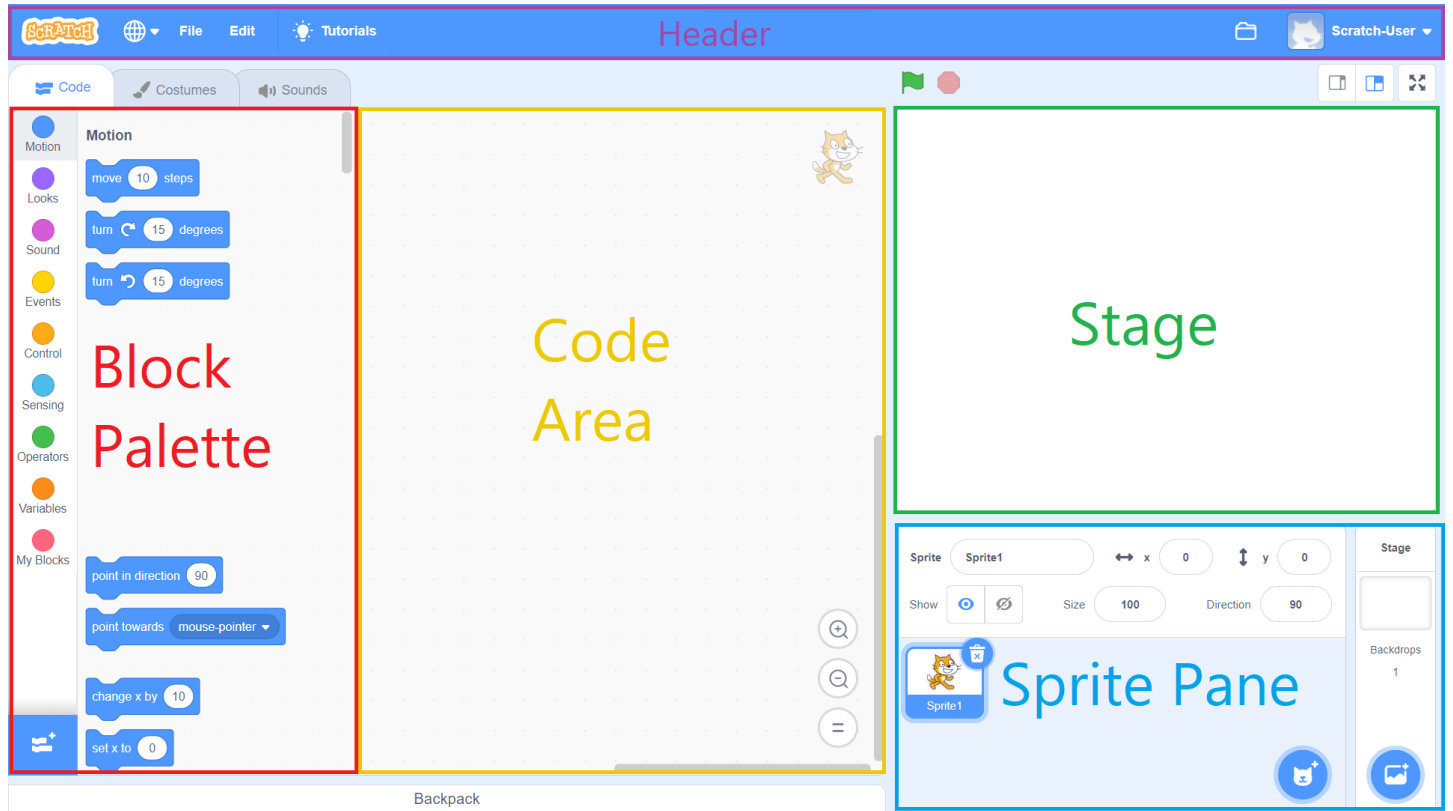 SCRATCH File Edit Tutorials Header Scratch-User
Code Costumes Sounds
Motion
Looks
Sound
Events
Control
Sensing
Operators
Variables
My Blocks
Motion
move 10 steps
turn 15 degrees
turn 15 degrees
Block
Palette
point in direction 90
point towards mouse-pointer
change x by 10
set x to 0
Code
Area
Stage
Sprite Sprite1 x 0 y 0
Show Size 100 Direction 90
Sprite1
Sprite Pane
Stage
Backdrops
1
Backpack